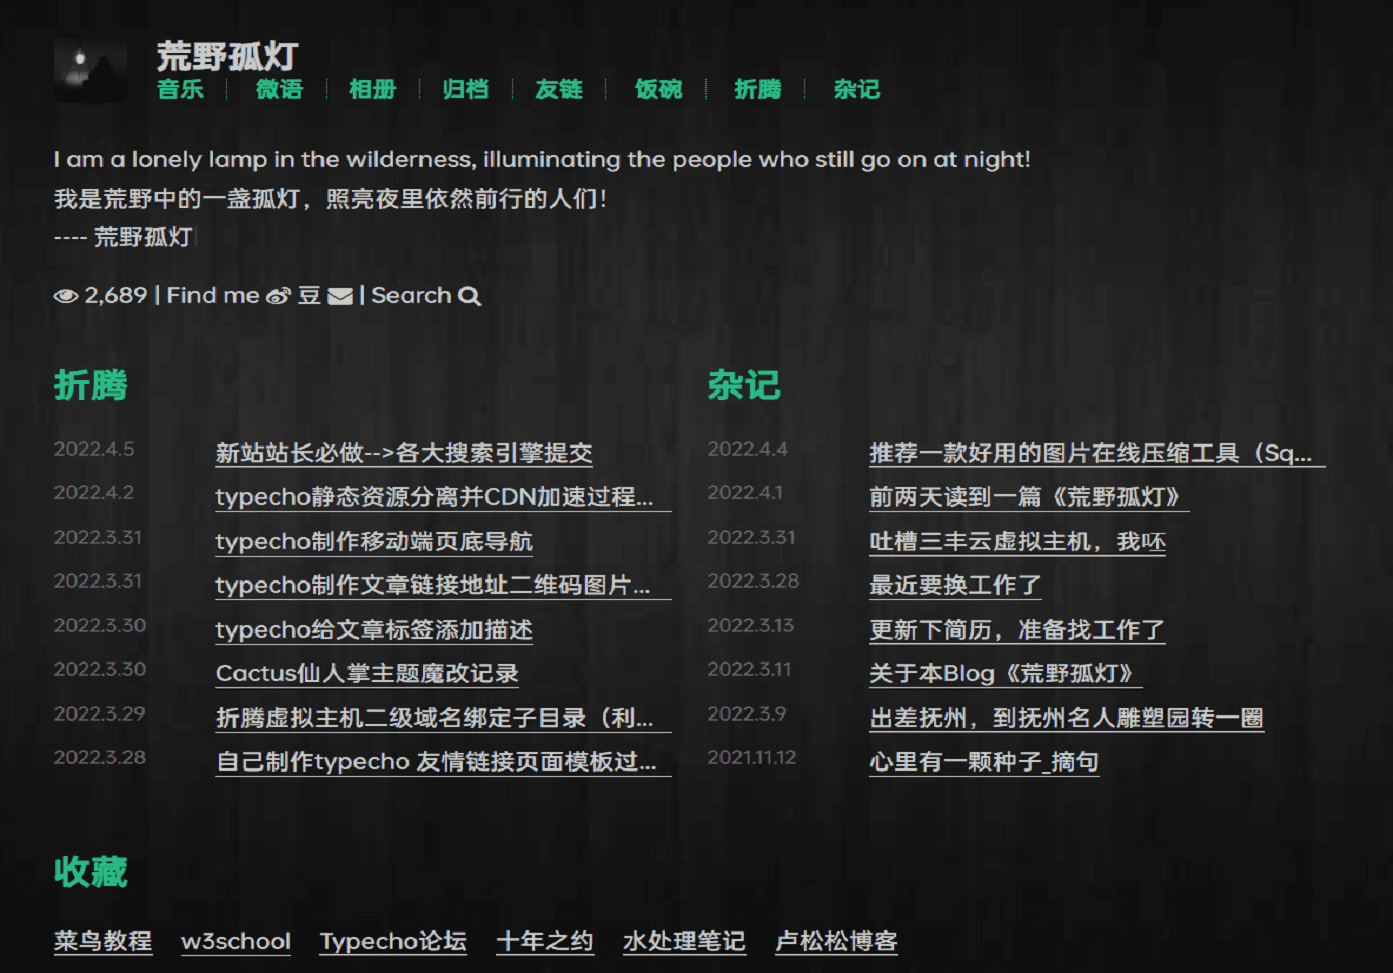 荒野孤灯
音乐 微语 相册 归档 友链 饭碗 折腾 杂记
I am a lonely lamp in the wilderness, illuminating the people who still go on at night!
我是荒野中的一盏孤灯，照亮夜里依然前行的人们！
---- 荒野孤灯
2,689 | Find me 豆 | Search
折腾
2022.4.5 新站站长必做-->各大搜索引擎提交
2022.4.2 typecho静态资源分离并CDN加速过程...
2022.3.31 typecho制作移动端页底导航
2022.3.31 typecho制作文章链接地址二维码图片...
2022.3.30 typecho给文章标签添加描述
2022.3.30 Cactus仙人掌主题魔改记录
2022.3.29 折腾虚拟主机二级域名绑定子目录（利...
2022.3.28 自己制作typecho 友情链接页面模板过...
杂记
2022.4.4 推荐一款好用的图片在线压缩工具（Sq...
2022.4.1 前两天读到一篇《荒野孤灯》
2022.3.31 吐槽三丰云虚拟主机，我呸
2022.3.28 最近要换工作了
2022.3.13 更新下简历，准备找工作了
2022.3.11 关于本Blog《荒野孤灯》
2022.3.9 出差抚州，到抚州名人雕塑园转一圈
2021.11.12 心里有一颗种子_摘句
收藏
菜鸟教程 w3school Typecho论坛 十年之约 水处理笔记 卢松松博客